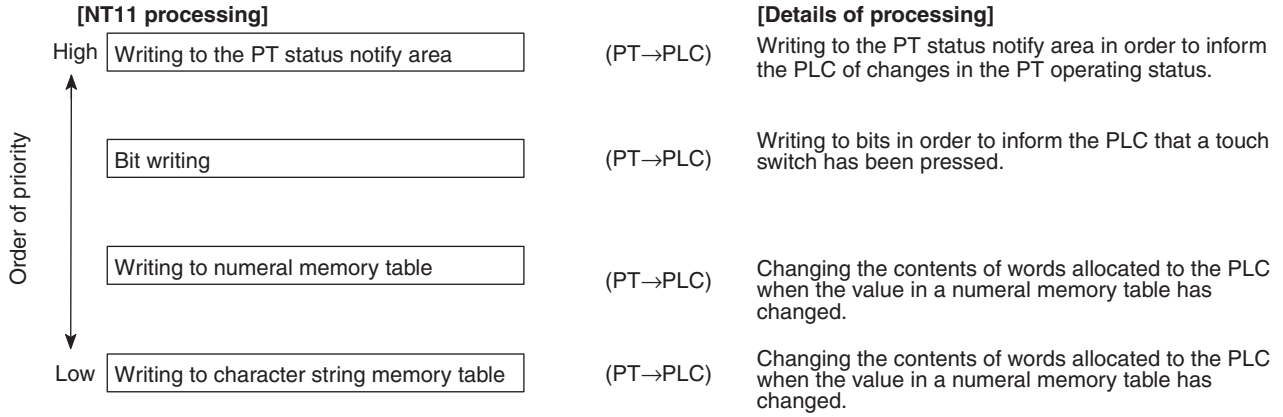 [NT11 processing] [Details of processing]
High Writing to the PT status notify area (PT→PLC) Writing to the PT status notify area in order to inform
the PLC of changes in the PT operating status.
Order of priority
Bit writing (PT→PLC) Writing to bits in order to inform the PLC that a touch
switch has been pressed.
Writing to numeral memory table (PT→PLC) Changing the contents of words allocated to the PLC
when the value in a numeral memory table has
changed.
Low Writing to character string memory table (PT→PLC) Changing the contents of words allocated to the PLC
when the value in a numeral memory table has
changed.